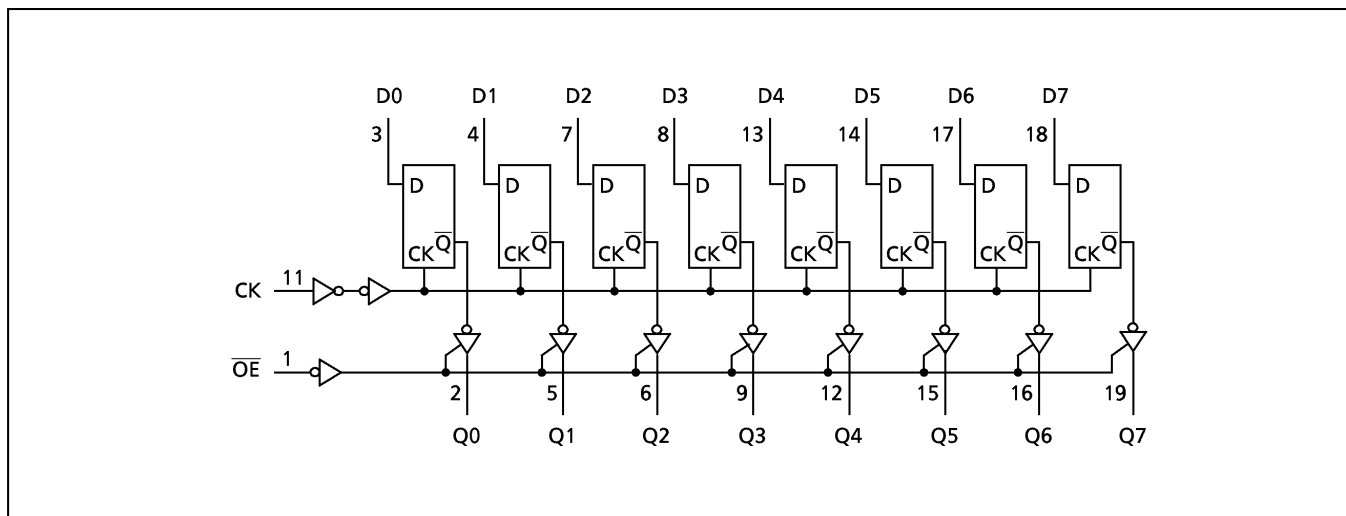 D0 D1 D2 D3 D4 D5 D6 D7
3 4 7 8 13 14 17 18
D D D D D D D D
CK Q̅ CK Q̅ CK Q̅ CK Q̅ CK Q̅ CK Q̅ CK Q̅ CK Q̅
CK 11
O̅E̅ 1
2 5 6 9 12 15 16 19
Q0 Q1 Q2 Q3 Q4 Q5 Q6 Q7